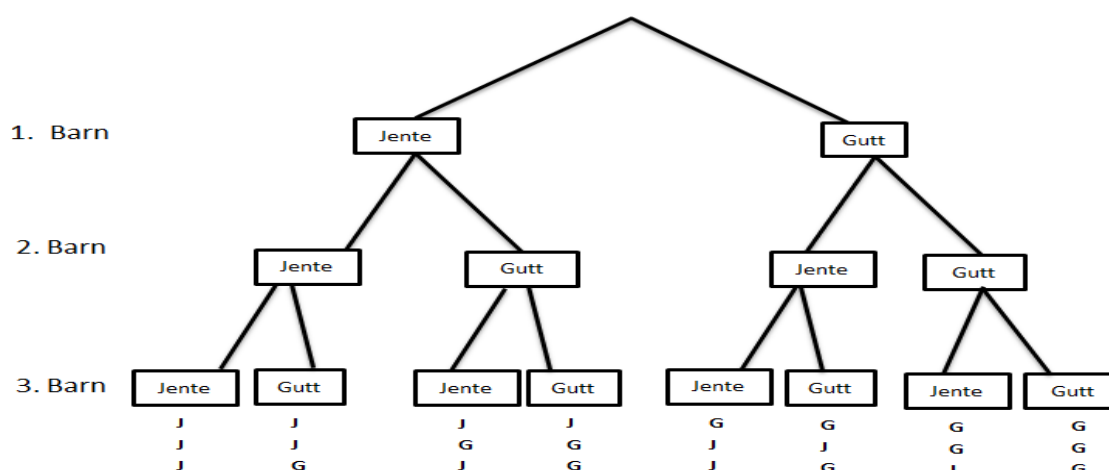 1. Barn Jente Gutt
2. Barn Jente Gutt Jente Gutt
3. Barn Jente Gutt Jente Gutt Jente Gutt Jente Gutt
J J J J G G G G
J J G G J J G G
J G J G J G J G